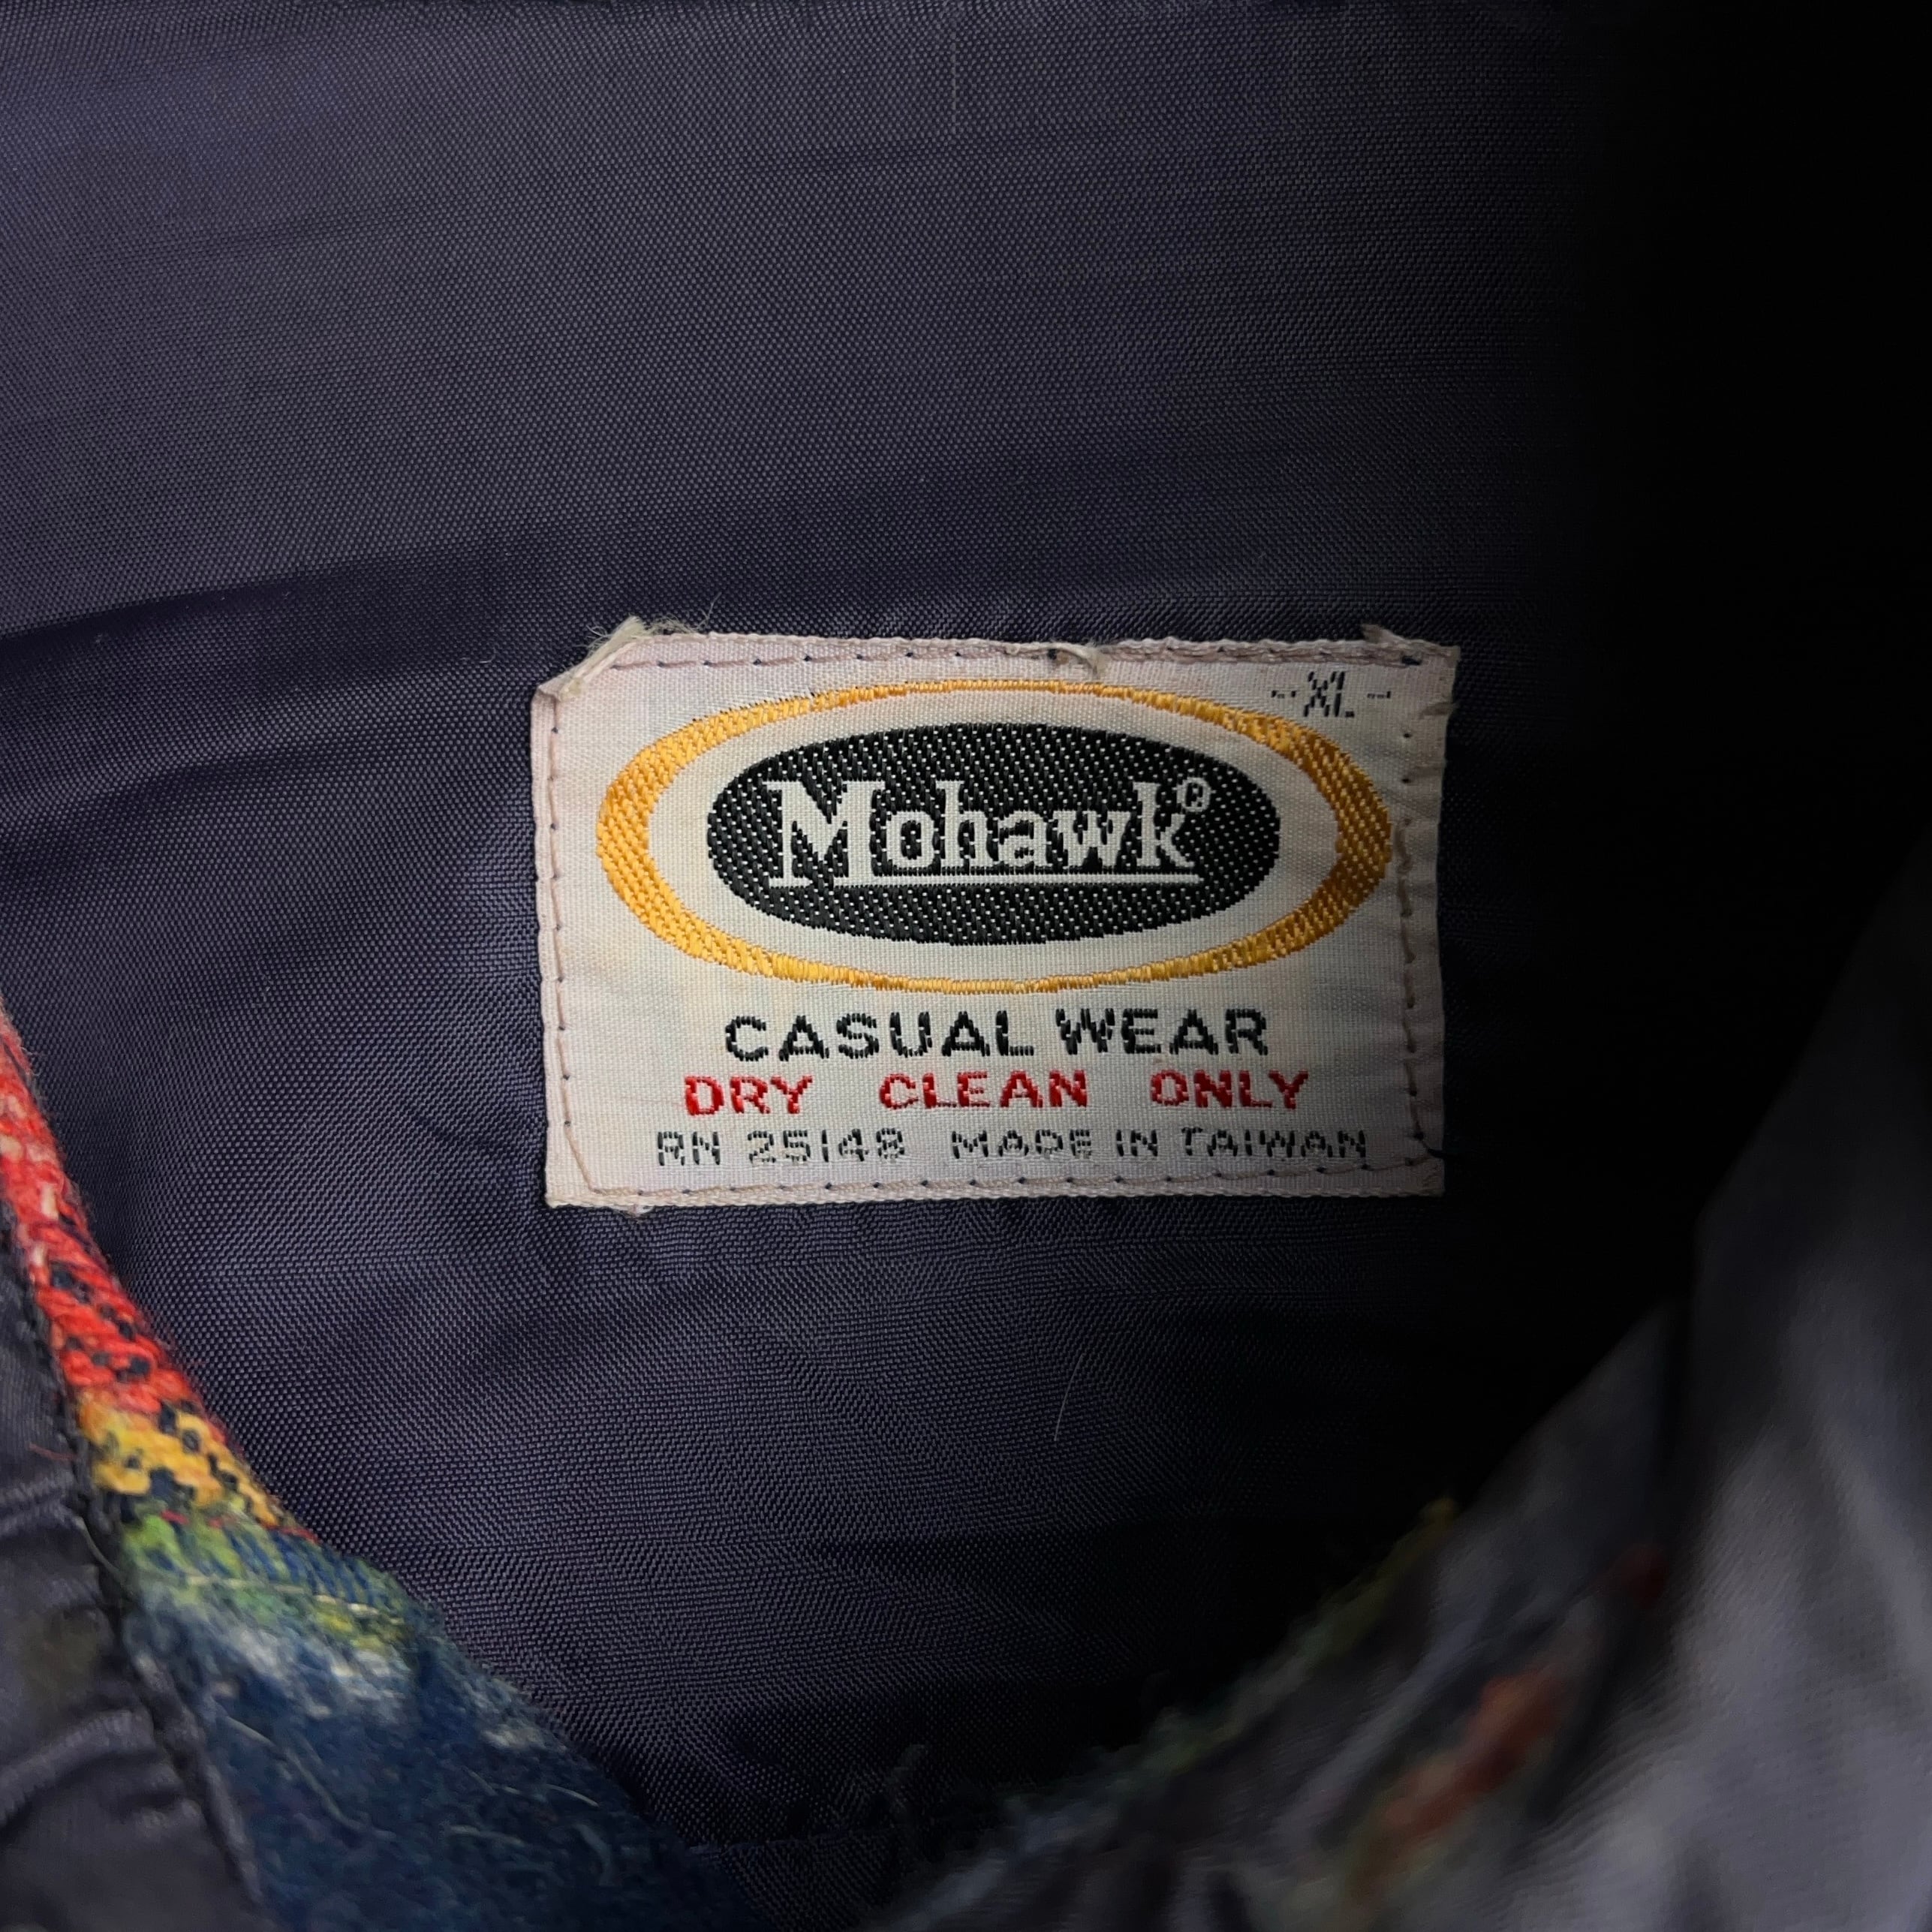 -XL-
Mohawk®
CASUAL WEAR
DRY CLEAN ONLY
RN 25148 MADE IN TAIWAN